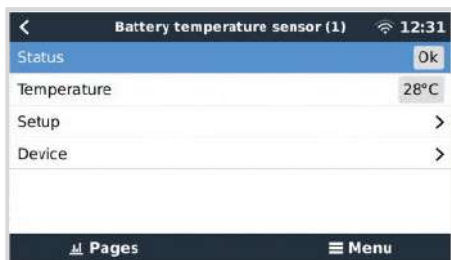 Battery temperature sensor (1) 12:31
Status Ok
Temperature 28°C
Setup
Device
Pages Menu